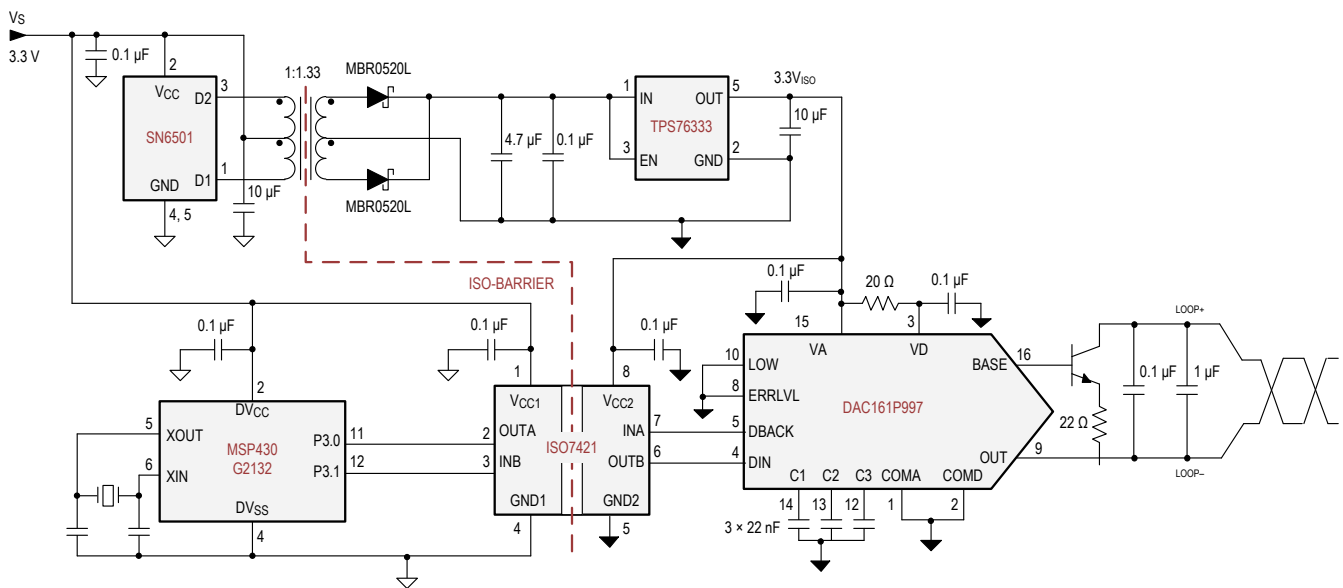 VS
3.3 V
0.1 µF
2
VCC
D2
3
SN6501
D1
1
GND
4, 5
10 µF
1:1.33
MBR0520L
MBR0520L
4.7 µF
0.1 µF
1
IN
OUT
5
TPS76333
3
EN
GND
2
3.3VISO
10 µF
ISO-BARRIER
0.1 µF
2
DVCC
5
XOUT
6
XIN
MSP430
G2132
P3.0
11
P3.1
12
DVSS
4
0.1 µF
1
VCC1
2
OUTA
3
INB
GND1
4
ISO7421
0.1 µF
8
VCC2
INA
7
OUTB
6
GND2
5
0.1 µF
20 Ω
0.1 µF
15
VA
3
VD
10
LOW
8
ERRLVL
5
DBACK
4
DIN
DAC161P997
BASE
16
OUT
9
C1
C2
C3
COMA
COMD
14
13
12
1
2
3 × 22 nF
22 Ω
0.1 µF
1 µF
LOOP+
LOOP–